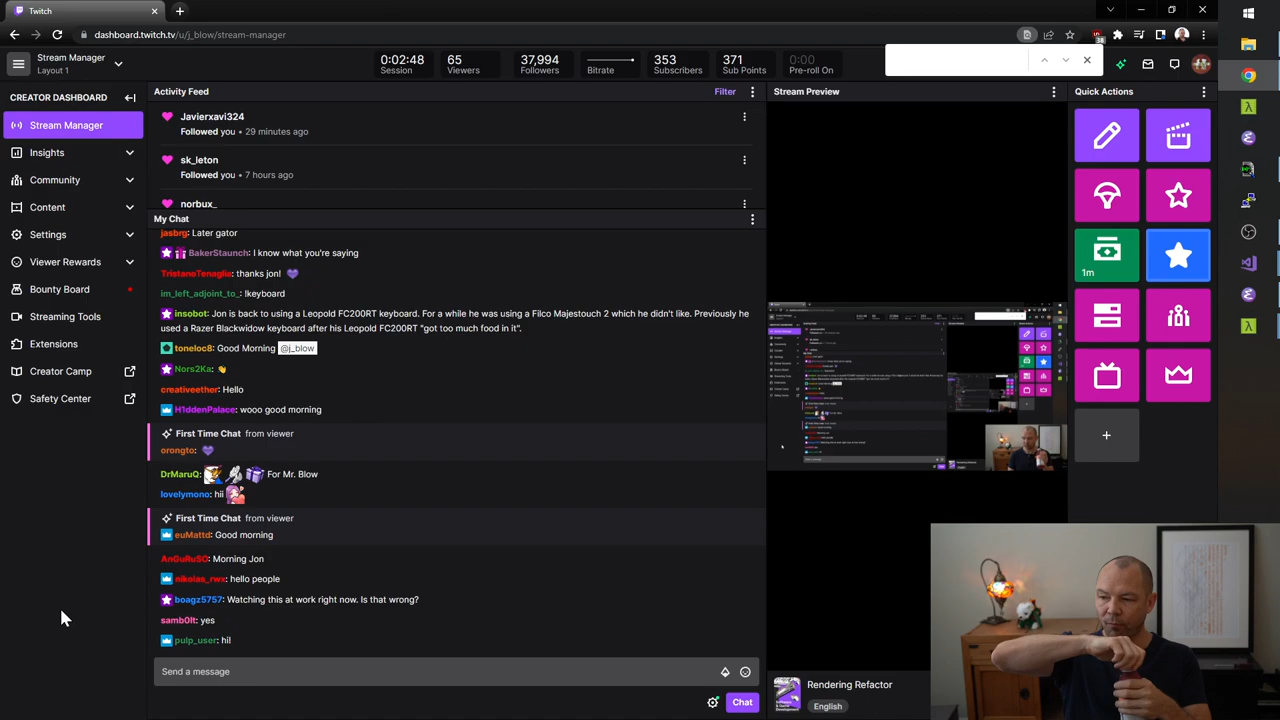 Twitch
dashboard.twitch.tv/u/j_blow/stream-manager
38
Stream Manager
Layout 1
0:02:48
Session
65
Viewers
37,994
Followers
Bitrate
353
Subscribers
371
Sub Points
0:00
Pre-roll On
CREATOR DASHBOARD
Stream Manager
Insights
Community
Content
Settings
Viewer Rewards
Bounty Board
Streaming Tools
Extensions
Creator Camp
Safety Center
Activity Feed
Filter
Javierxavi324
Followed you • 29 minutes ago
sk_leton
Followed you • 7 hours ago
norbux_
My Chat
jasbrg: Later gator
BakerStaunch: I know what you're saying
TristanoTenaglia: thanks jon!
im_left_adjoint_to_: !keyboard
insobot: Jon is back to using a Leopold FC200RT keyboard. For a while he was using a Filco Majestouch 2 which he didn't like. Previously he
used a Razer Blackwidow keyboard after his Leopold FC200RT "got too much food in it".
toneloc8: Good Morning @j_blow
Nors2Ka:
creativeether: Hello
H1ddenPalace: woop good morning
First Time Chat from viewer
orongto:
DrMaruQ: For Mr. Blow
lovelymono: hii
First Time Chat from viewer
euMattd: Good morning
AnGuRuSO: Morning Jon
nikolas_rwx: hello people
boagz5757: Watching this at work right now. Is that wrong?
samb0lt: yes
pulp_user: hi!
Send a message
Chat
Stream Preview
Rendering Refactor
English
Quick Actions
1m